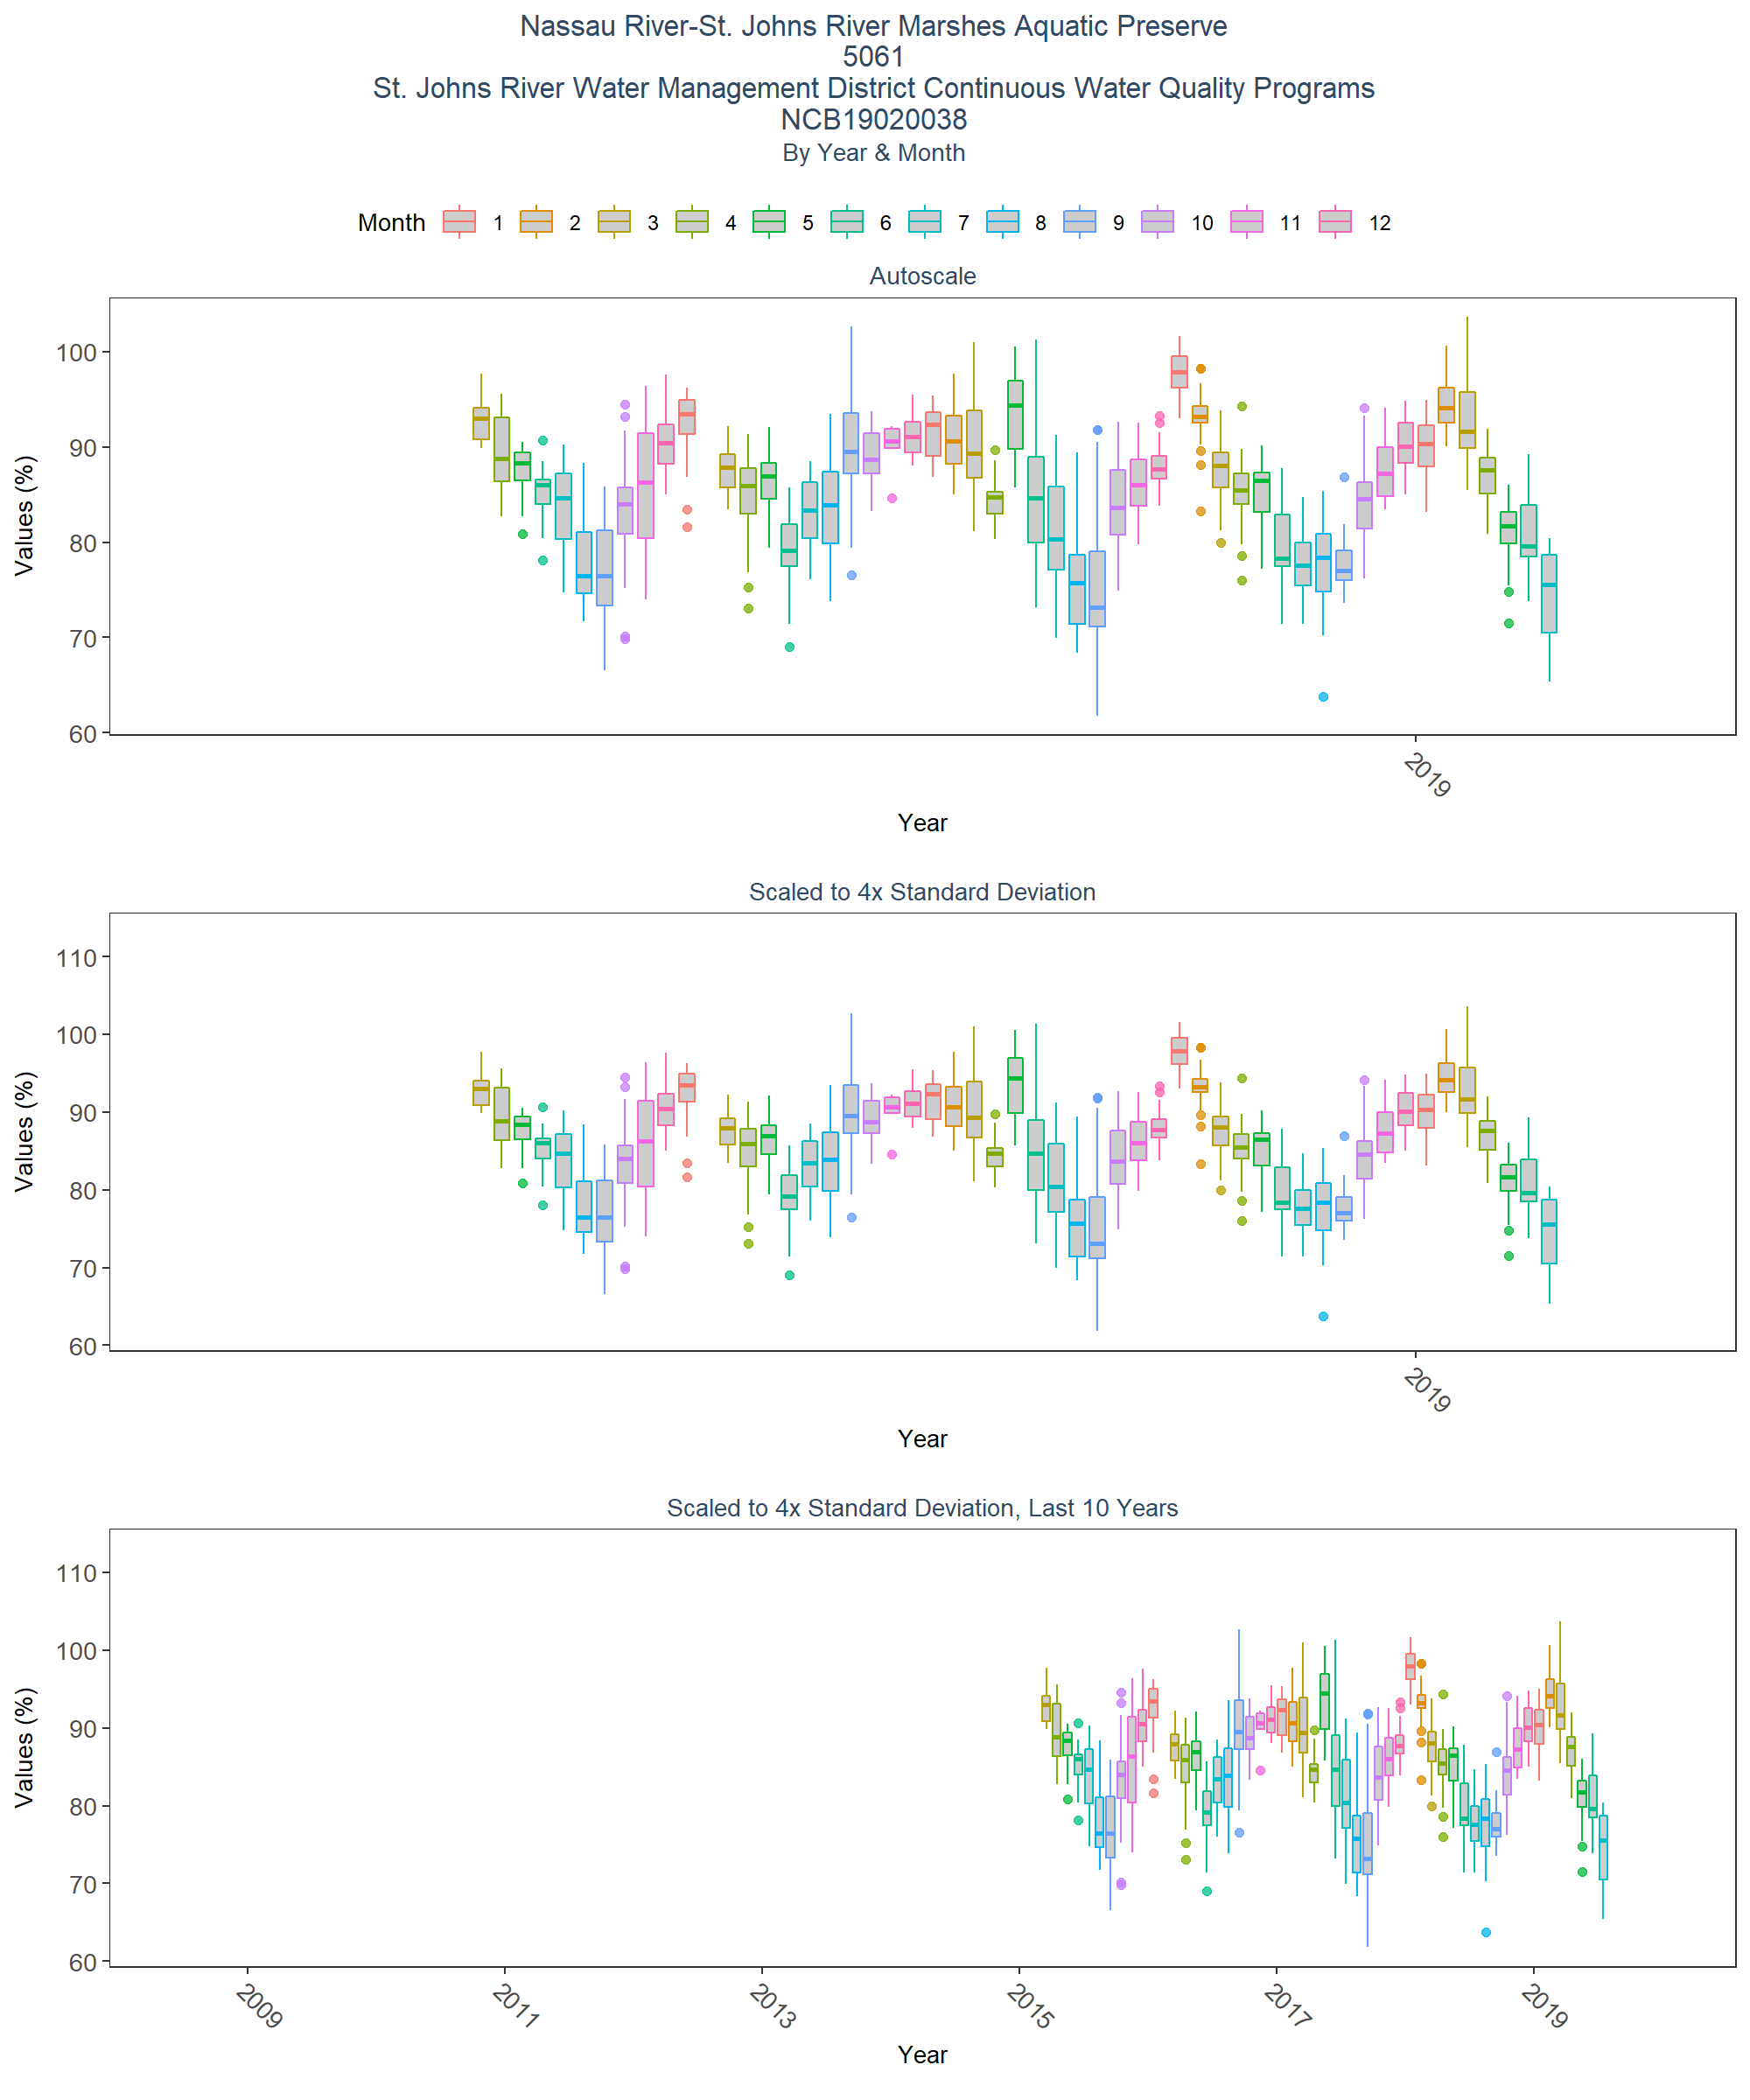 Nassau River-St. Johns River Marshes Aquatic Preserve
5061
St. Johns River Water Management District Continuous Water Quality Programs
NCB19020038
By Year & Month
Month 1 2 3 4 5 6 7 8 9 10 11 12
Autoscale
Values (%)
100
90
80
70
60
2019
Year
Scaled to 4x Standard Deviation
Values (%)
110
100
90
80
70
60
2019
Year
Scaled to 4x Standard Deviation, Last 10 Years
Values (%)
110
100
90
80
70
60
2009 2011 2013 2015 2017 2019
Year